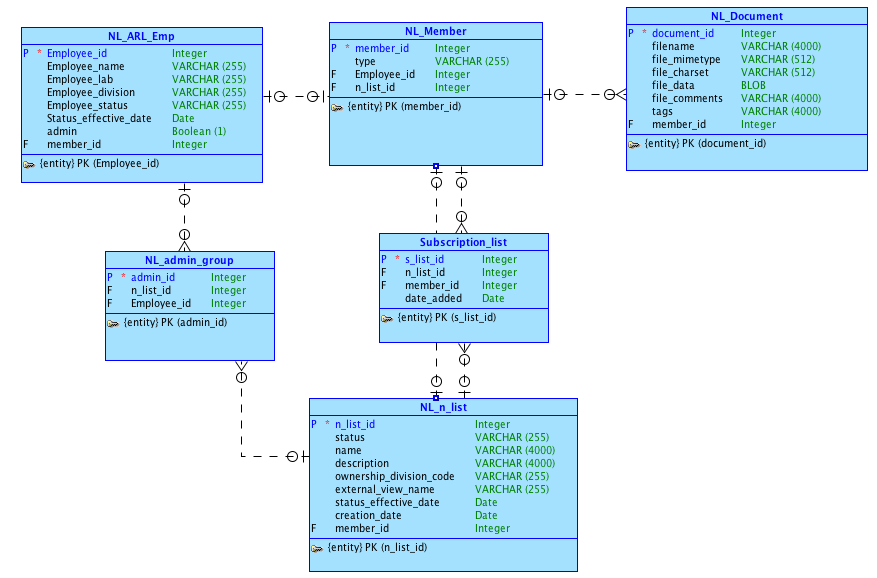 NL_ARL_Emp
P * Employee_id Integer
Employee_name VARCHAR (255)
Employee_lab VARCHAR (255)
Employee_division VARCHAR (255)
Employee_status VARCHAR (255)
Status_effective_date Date
admin Boolean (1)
F member_id Integer
{entity} PK (Employee_id)
NL_Member
P * member_id Integer
type VARCHAR (255)
F Employee_id Integer
F n_list_id Integer
{entity} PK (member_id)
NL_Document
P * document_id Integer
filename VARCHAR (4000)
file_mimetype VARCHAR (512)
file_charset VARCHAR (512)
file_data BLOB
file_comments VARCHAR (4000)
tags VARCHAR (4000)
F member_id Integer
{entity} PK (document_id)
NL_admin_group
P * admin_id Integer
F n_list_id Integer
F Employee_id Integer
{entity} PK (admin_id)
Subscription_list
P * s_list_id Integer
F n_list_id Integer
F member_id Integer
date_added Date
{entity} PK (s_list_id)
NL_n_list
P * n_list_id Integer
status VARCHAR (255)
name VARCHAR (4000)
description VARCHAR (4000)
ownership_division_code VARCHAR (255)
external_view_name VARCHAR (255)
status_effective_date Date
creation_date Date
F member_id Integer
{entity} PK (n_list_id)